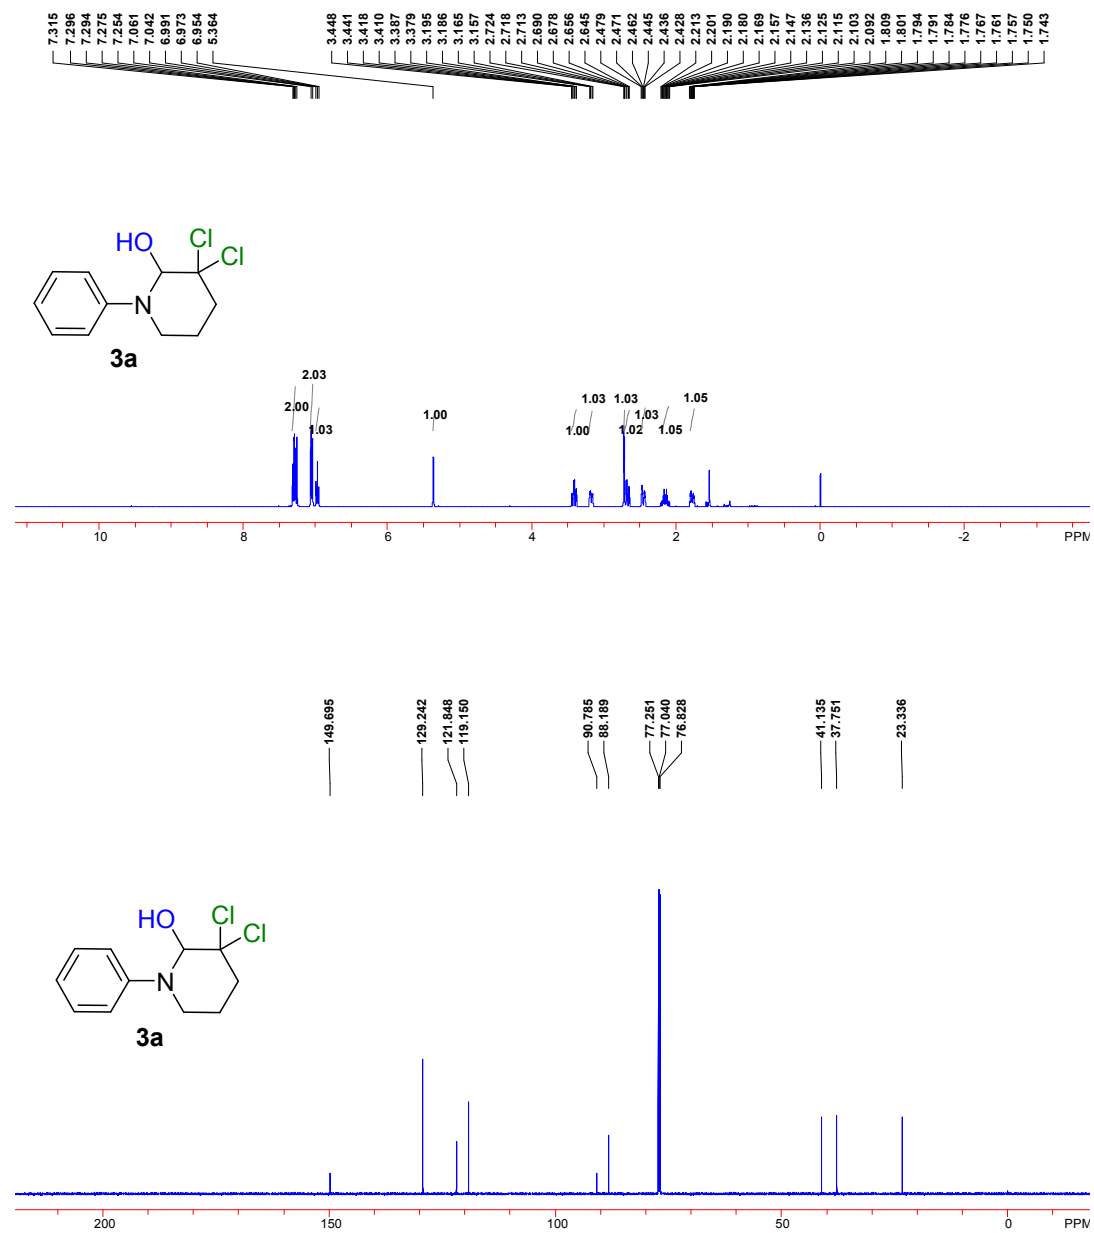 7.315 7.296 7.294 7.275 7.254 7.061 7.042 6.991 6.973 6.954 5.364 3.448 3.441 3.418 3.410 3.387 3.379 3.195 3.186 3.165 3.157 2.724 2.718 2.713 2.690 2.678 2.656 2.645 2.479 2.471 2.462 2.445 2.436 2.428 2.213 2.201 2.190 2.180 2.169 2.157 2.147 2.136 2.125 2.115 2.103 2.092 1.809 1.801 1.794 1.791 1.784 1.776 1.767 1.761 1.757 1.750 1.743
HO Cl
Cl
N
3a
2.03
2.00 1.03 1.00 1.00 1.03 1.03 1.02 1.03 1.05 1.05
10 8 6 4 2 0 -2 PPM
149.695 129.242 121.848 119.150 90.785 88.189 77.251 77.040 76.828 41.135 37.751 23.336
HO Cl
Cl
N
3a
200 150 100 50 0 PPM